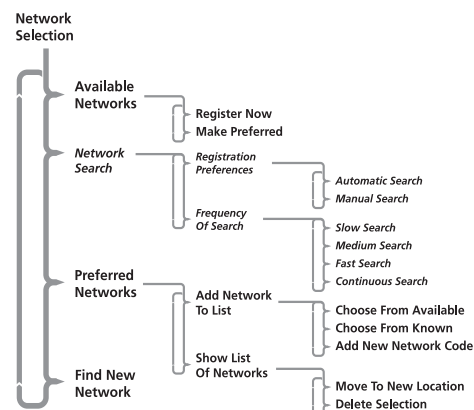 Network
Selection
Available
Networks
Register Now
Make Preferred
Network
Search
Registration
Preferences
Automatic Search
Manual Search
Frequency
Of Search
Slow Search
Medium Search
Fast Search
Continuous Search
Preferred
Networks
Add Network
To List
Choose From Available
Choose From Known
Add New Network Code
Show List
Of Networks
Move To New Location
Delete Selection
Find New
Network